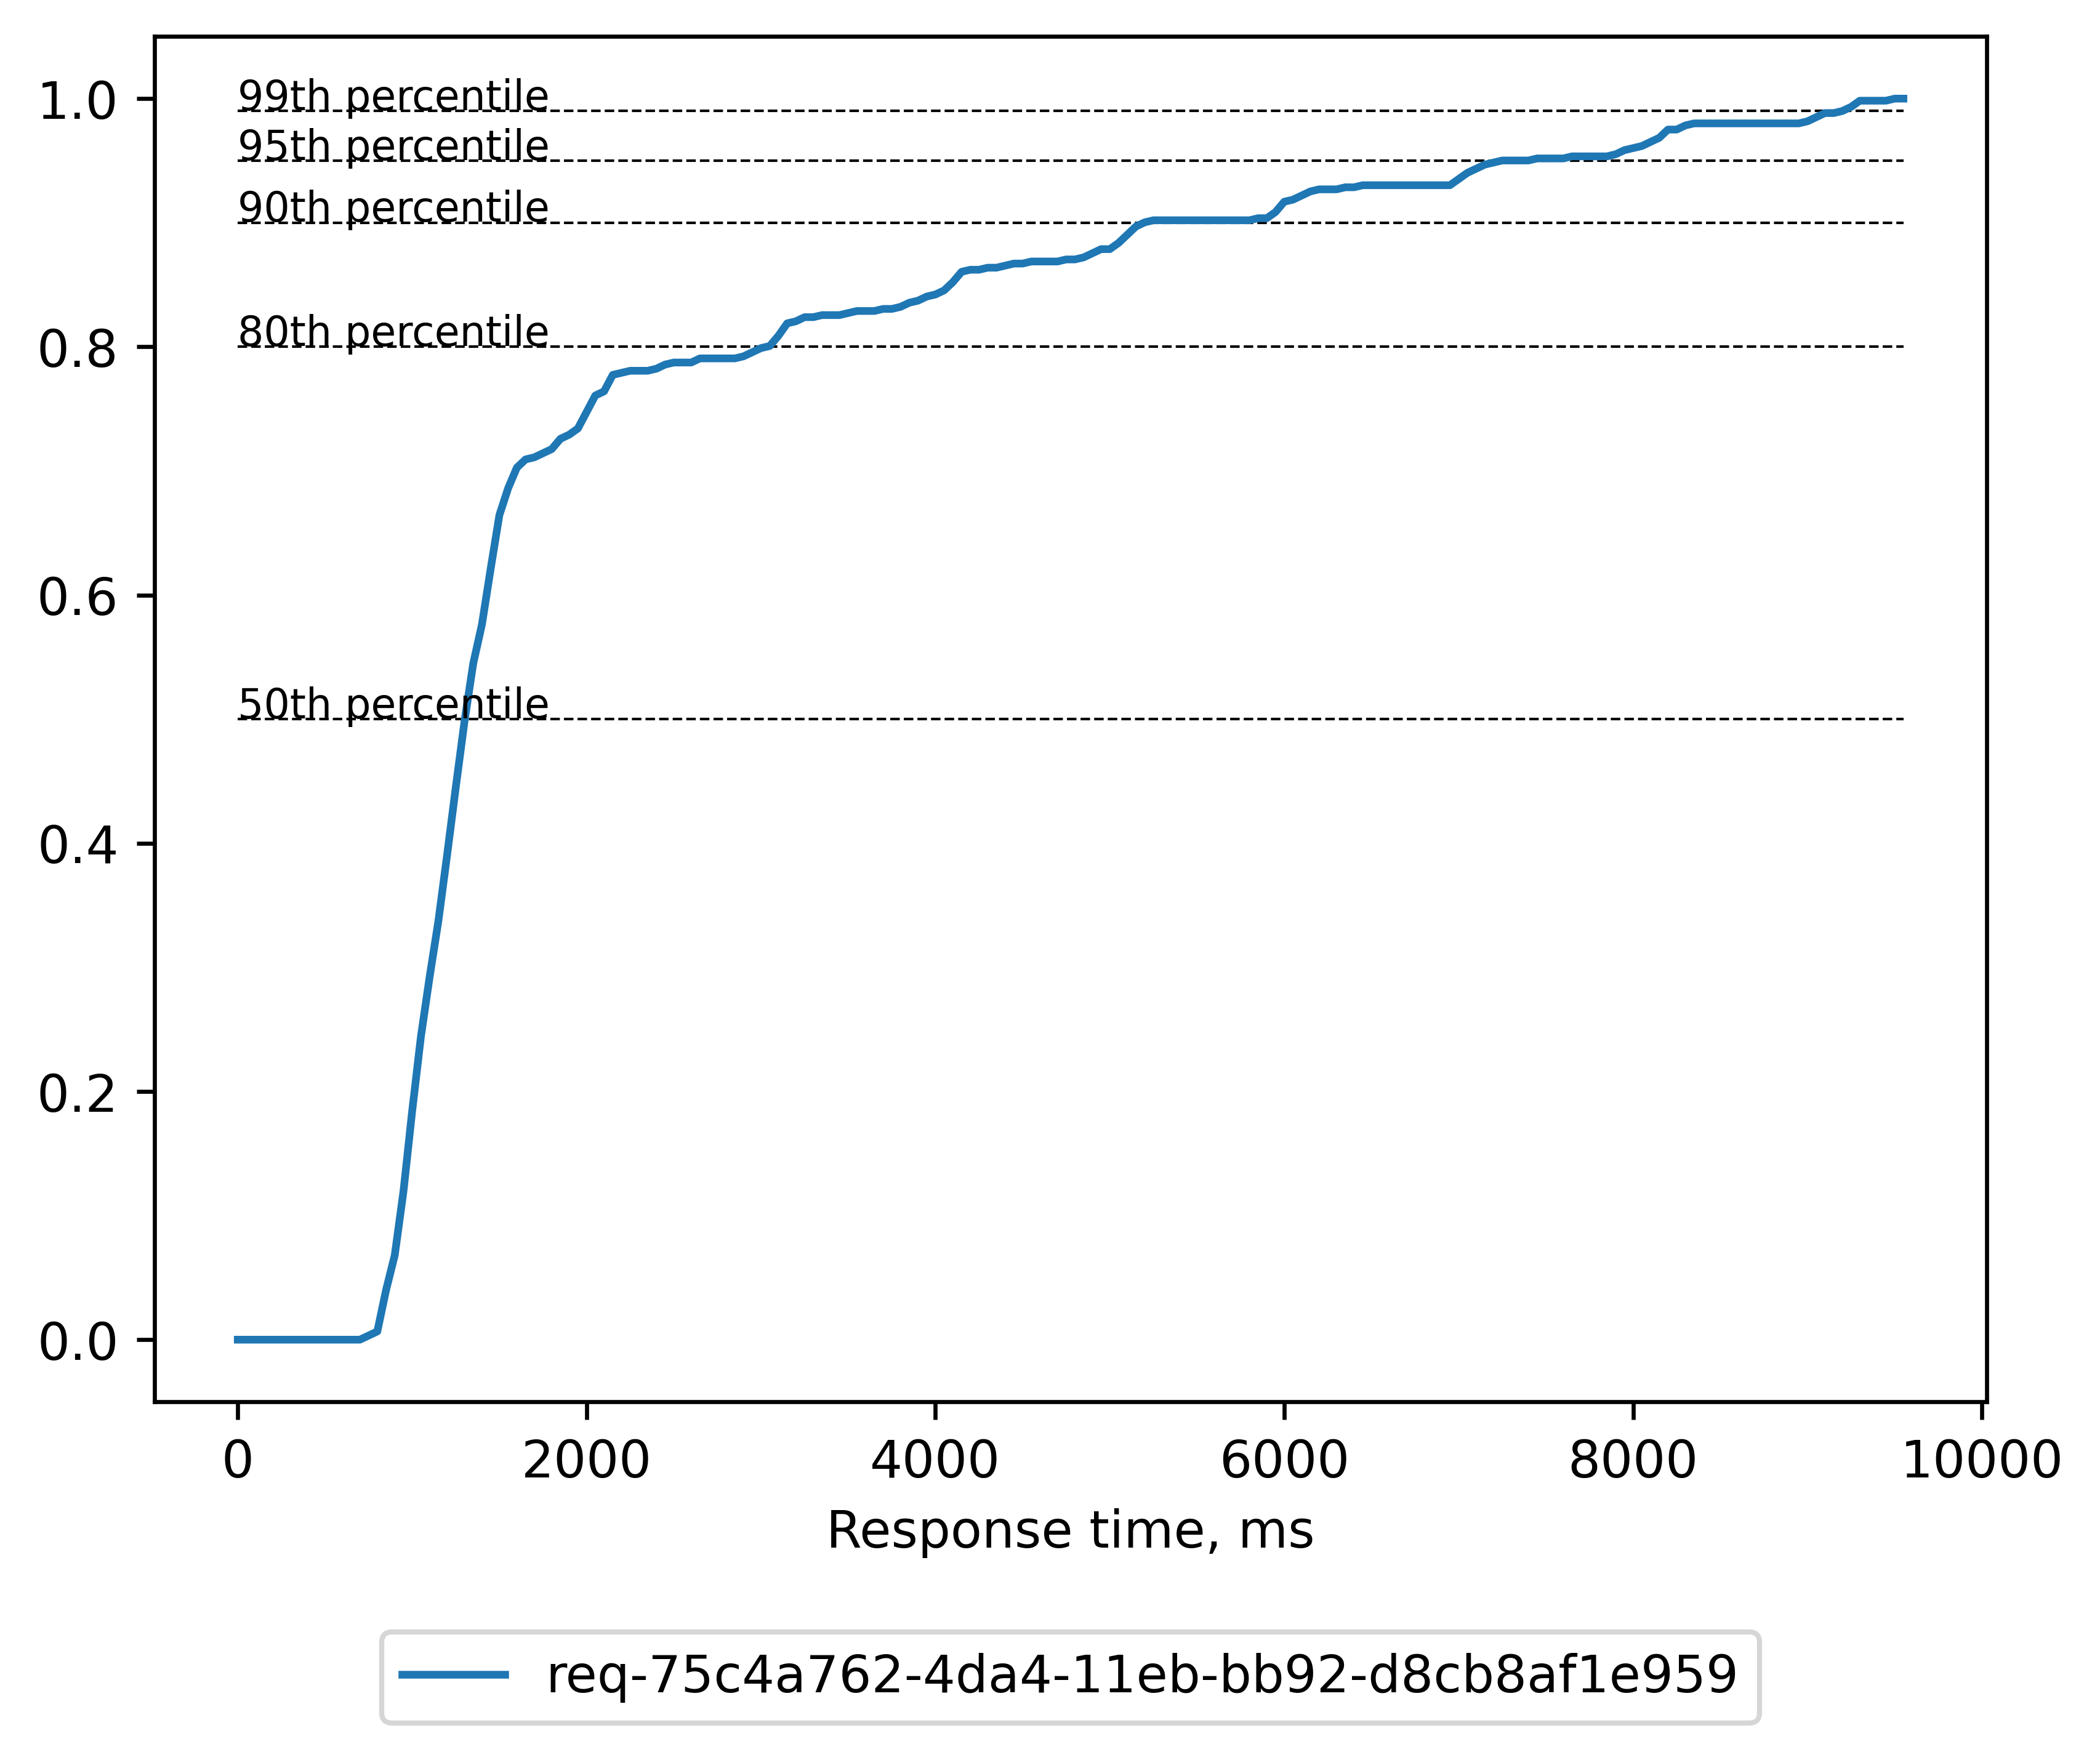 1.0
99th percentile
95th percentile
90th percentile
0.8
80th percentile
0.6
50th percentile
0.4
0.2
0.0
0 2000 4000 6000 8000 10000
Response time, ms
req-75c4a762-4da4-11eb-bb92-d8cb8af1e959